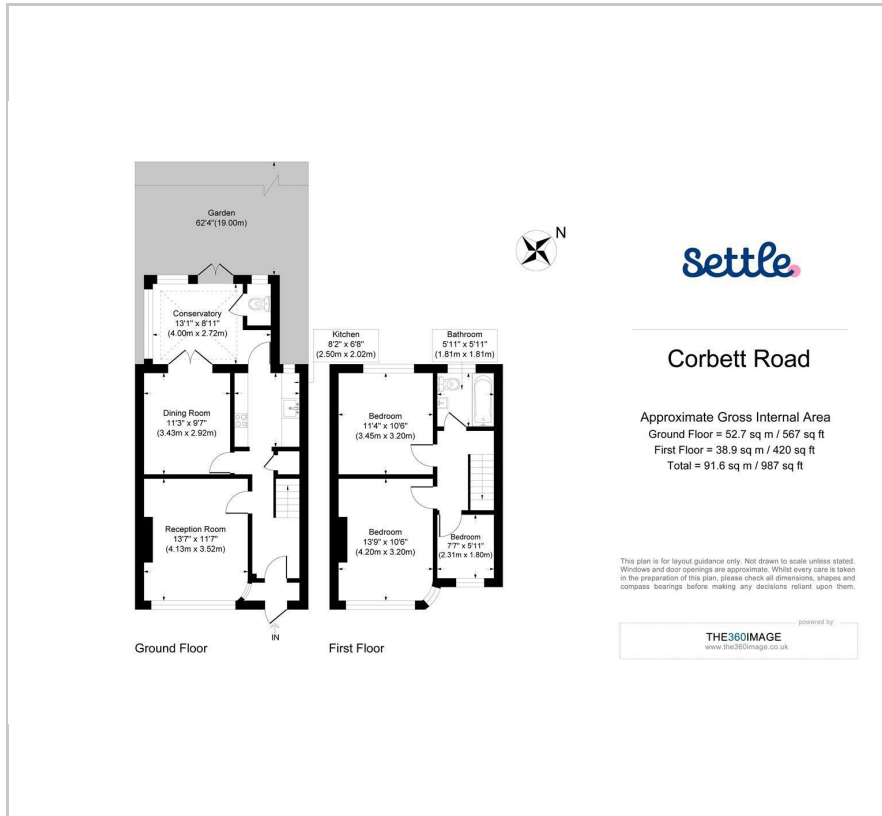 Garden
62'4"(19.00m)
Conservatory
13'1" x 8'11"
(4.00m x 2.72m)
Kitchen
8'2" x 6'8"
(2.50m x 2.02m)
Dining Room
11'3" x 9'7"
(3.43m x 2.92m)
Reception Room
13'7" x 11'7"
(4.13m x 3.52m)
IN
Ground Floor
N
Bathroom
5'11" x 5'11"
(1.81m x 1.81m)
Bedroom
11'4" x 10'6"
(3.45m x 3.20m)
Bedroom
13'9" x 10'6"
(4.20m x 3.20m)
Bedroom
7'7" x 5'11"
(2.31m x 1.80m)
First Floor
settle
Corbett Road
Approximate Gross Internal Area
Ground Floor = 52.7 sq m / 567 sq ft
First Floor = 38.9 sq m / 420 sq ft
Total = 91.6 sq m / 987 sq ft
This plan is for layout guidance only. Not drawn to scale unless stated.
Windows and door openings are approximate. Whilst every care is taken
in the preparation of this plan, please check all dimensions, shapes and
compass bearings before making any decisions reliant upon them.
powered by:
THE360IMAGE
www.the360image.co.uk